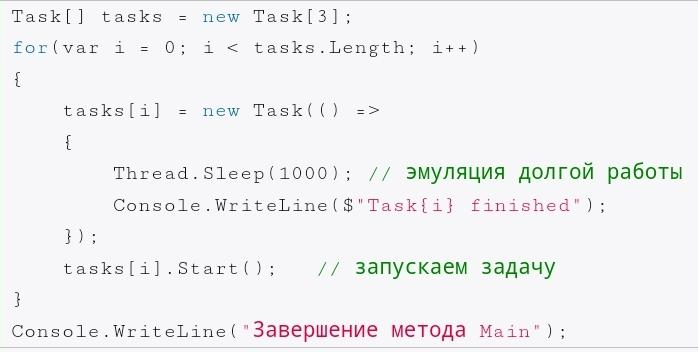 Task[] tasks = new Task[3];
for(var i = 0; i < tasks.Length; i++)
{
    tasks[i] = new Task(() =>
    {
        Thread.Sleep(1000); // эмуляция долгой работы
        Console.WriteLine($"Task{i} finished");
    });
    tasks[i].Start();   // запускаем задачу
}
Console.WriteLine("Завершение метода Main");